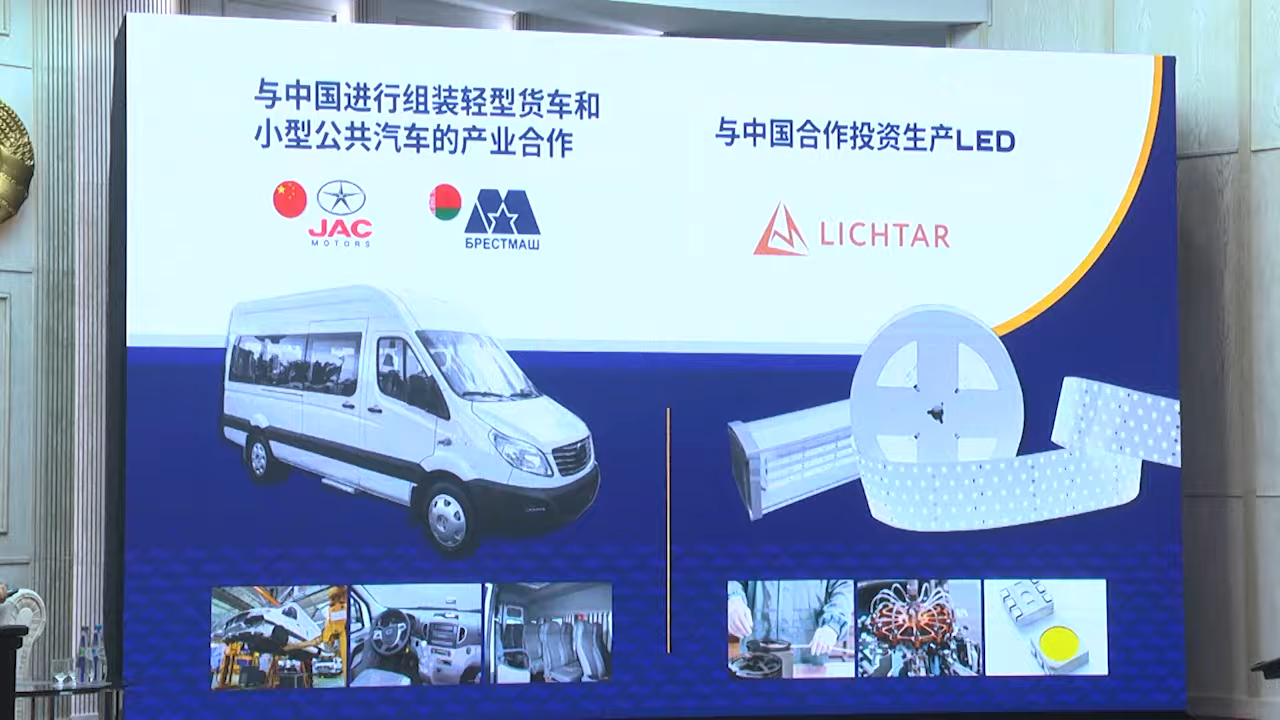 与中国进行组装轻型货车和
小型公共汽车的产业合作
JAC
MOTORS
БРЕСТМАШ
与中国合作投资生产LED
LICHTAR